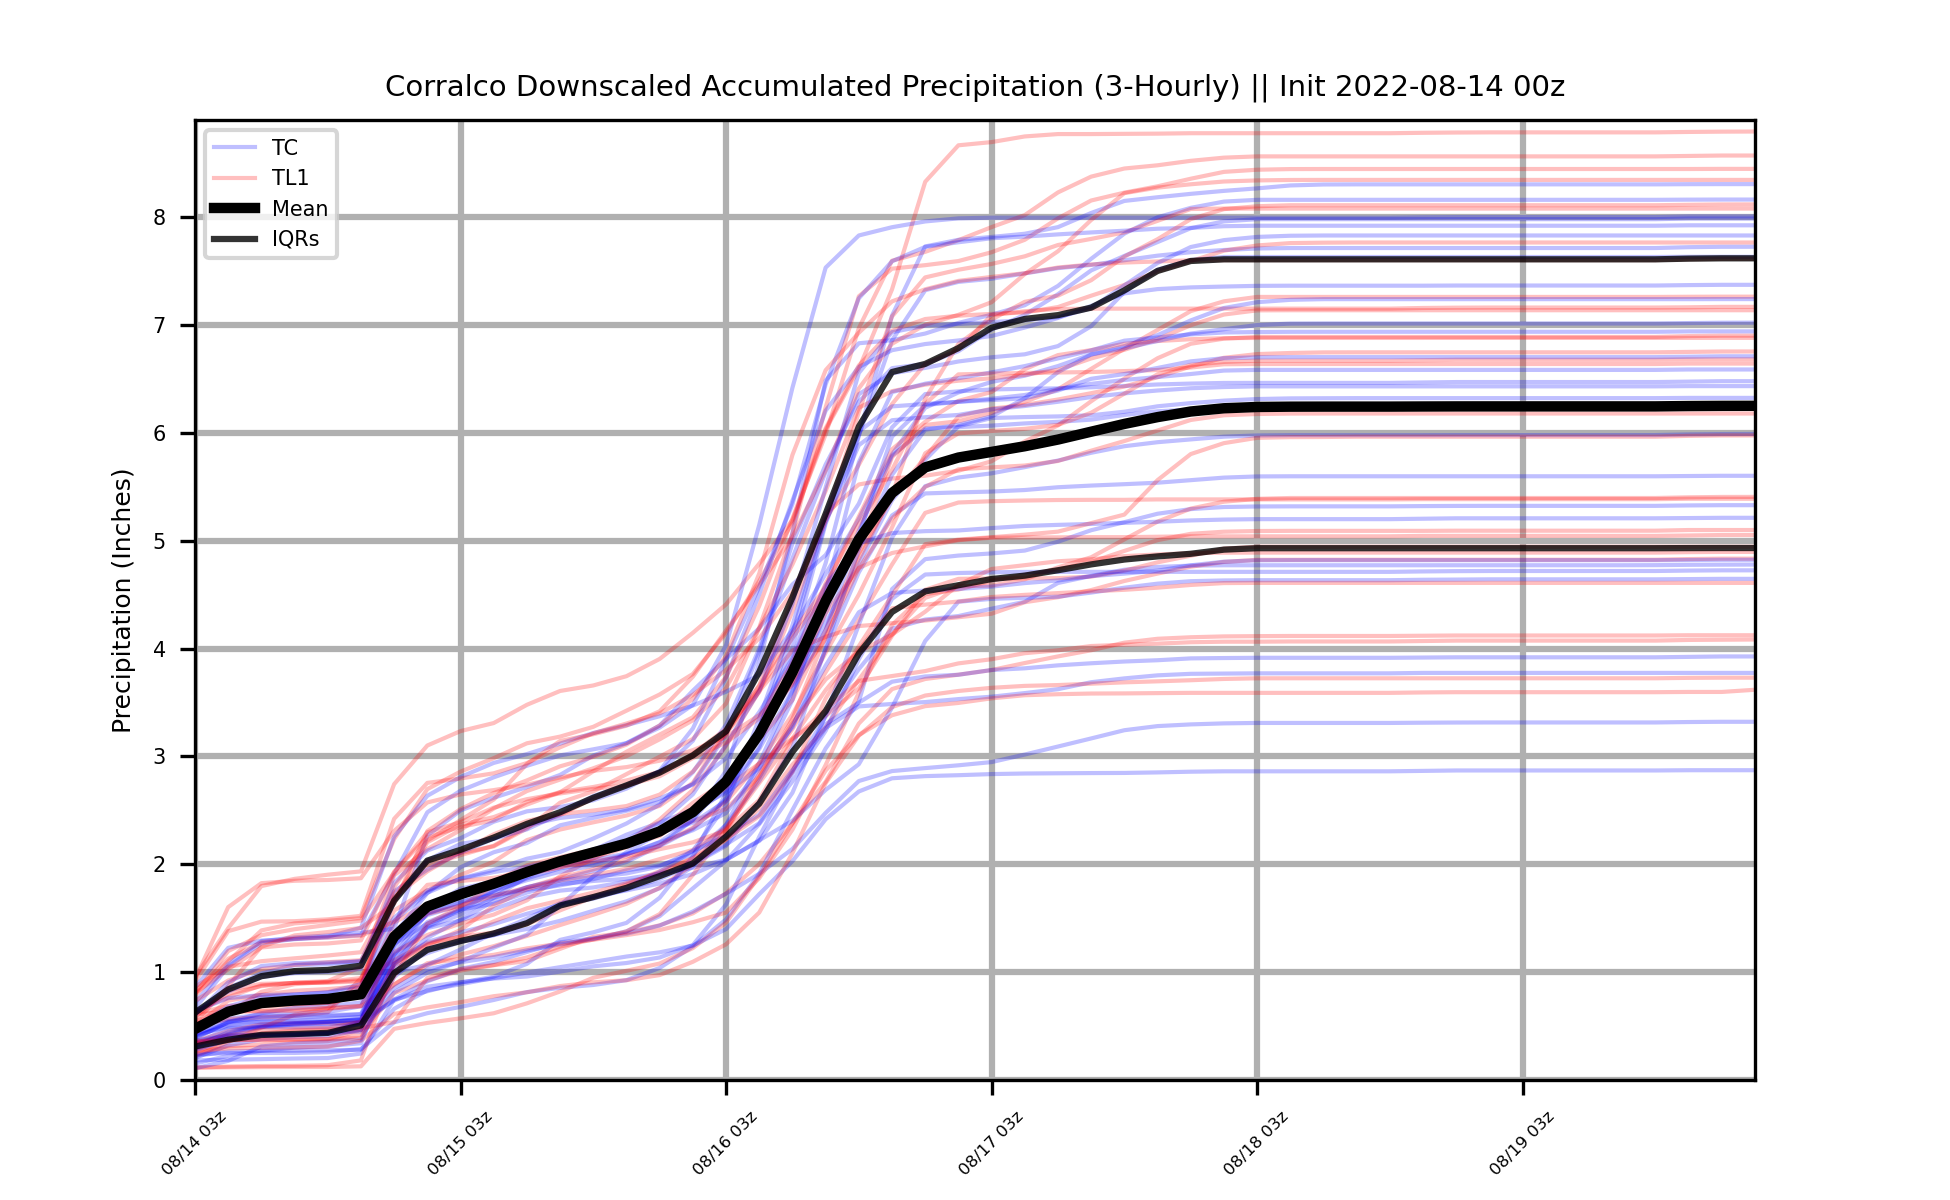 Corralco Downscaled Accumulated Precipitation (3-Hourly) || Init 2022-08-14 00z
TC
TL1
Mean
IQRs
Precipitation (Inches)
8
7
6
5
4
3
2
1
0
08/14 03z
08/15 03z
08/16 03z
08/17 03z
08/18 03z
08/19 03z